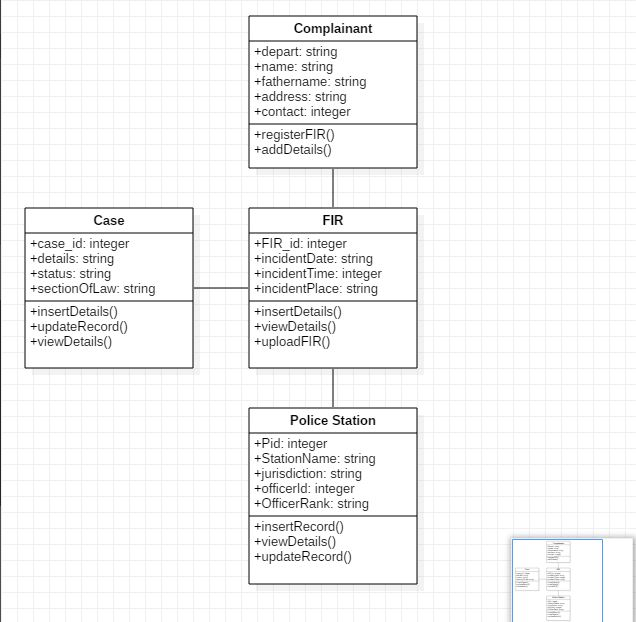 Complainant
+depart: string
+name: string
+fathername: string
+address: string
+contact: integer
+registerFIR()
+addDetails()
Case
+case_id: integer
+details: string
+status: string
+sectionOfLaw: string
+insertDetails()
+updateRecord()
+viewDetails()
FIR
+FIR_id: integer
+incidentDate: string
+incidentTime: integer
+incidentPlace: string
+insertDetails()
+viewDetails()
+uploadFIR()
Police Station
+Pid: integer
+StationName: string
+jurisdiction: string
+officerId: integer
+OfficerRank: string
+insertRecord()
+viewDetails()
+updateRecord()